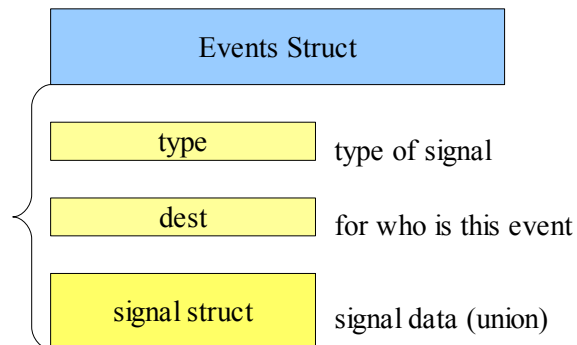 Events Struct
type
type of signal
dest
for who is this event
signal struct
signal data (union)